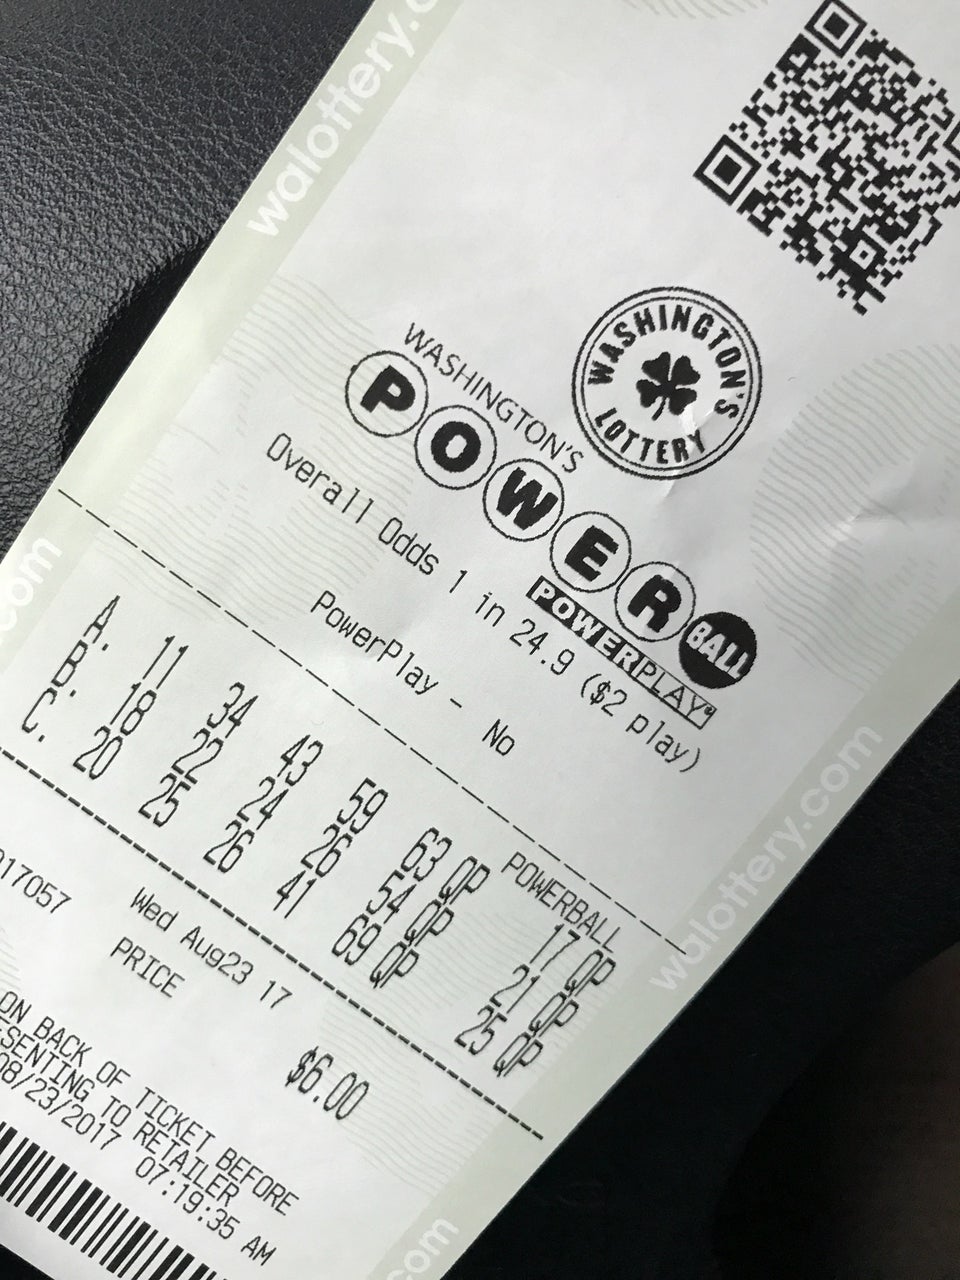 walottery.c
WASHINGTON'S
LOTTERY
WASHINGTON'S
POWER
BALL
POWERPLAY
Overall Odds 1 in 24.9 ($2 play)
PowerPlay - No
POWERBALL
A. 11 34 43 59 63 QP 17 QP
B. 18 22 24 26 54 QP 21 QP
C. 20 25 26 41 69 QP 25 QP
017057 Wed Aug23 17
PRICE $6.00
ON BACK OF TICKET BEFORE
SENTING TO RETAILER
08/23/2017 07:19:35 AM
.com
walottery.com
com